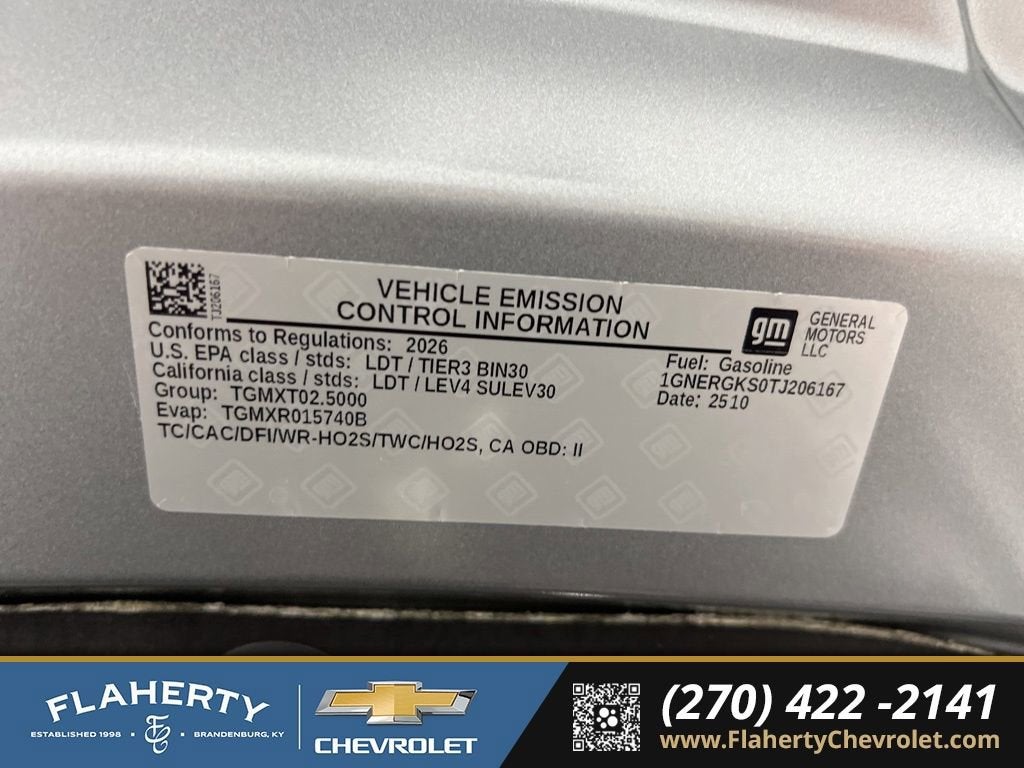 TJ206167
VEHICLE EMISSION
CONTROL INFORMATION
gm
GENERAL
MOTORS
LLC
Conforms to Regulations: 2026
U.S. EPA class / stds: LDT / TIER3 BIN30
California class / stds: LDT / LEV4 SULEV30
Group: TGMXT02.5000
Evap: TGMXR015740B
TC/CAC/DFI/WR-HO2S/TWC/HO2S, CA OBD: II
Fuel: Gasoline
1GNERGKS0TJ206167
Date: 2510
FLAHERTY
ESTABLISHED 1998 • BRANDENBURG, KY
CHEVROLET
(270) 422 -2141
www.FlahertyChevrolet.com